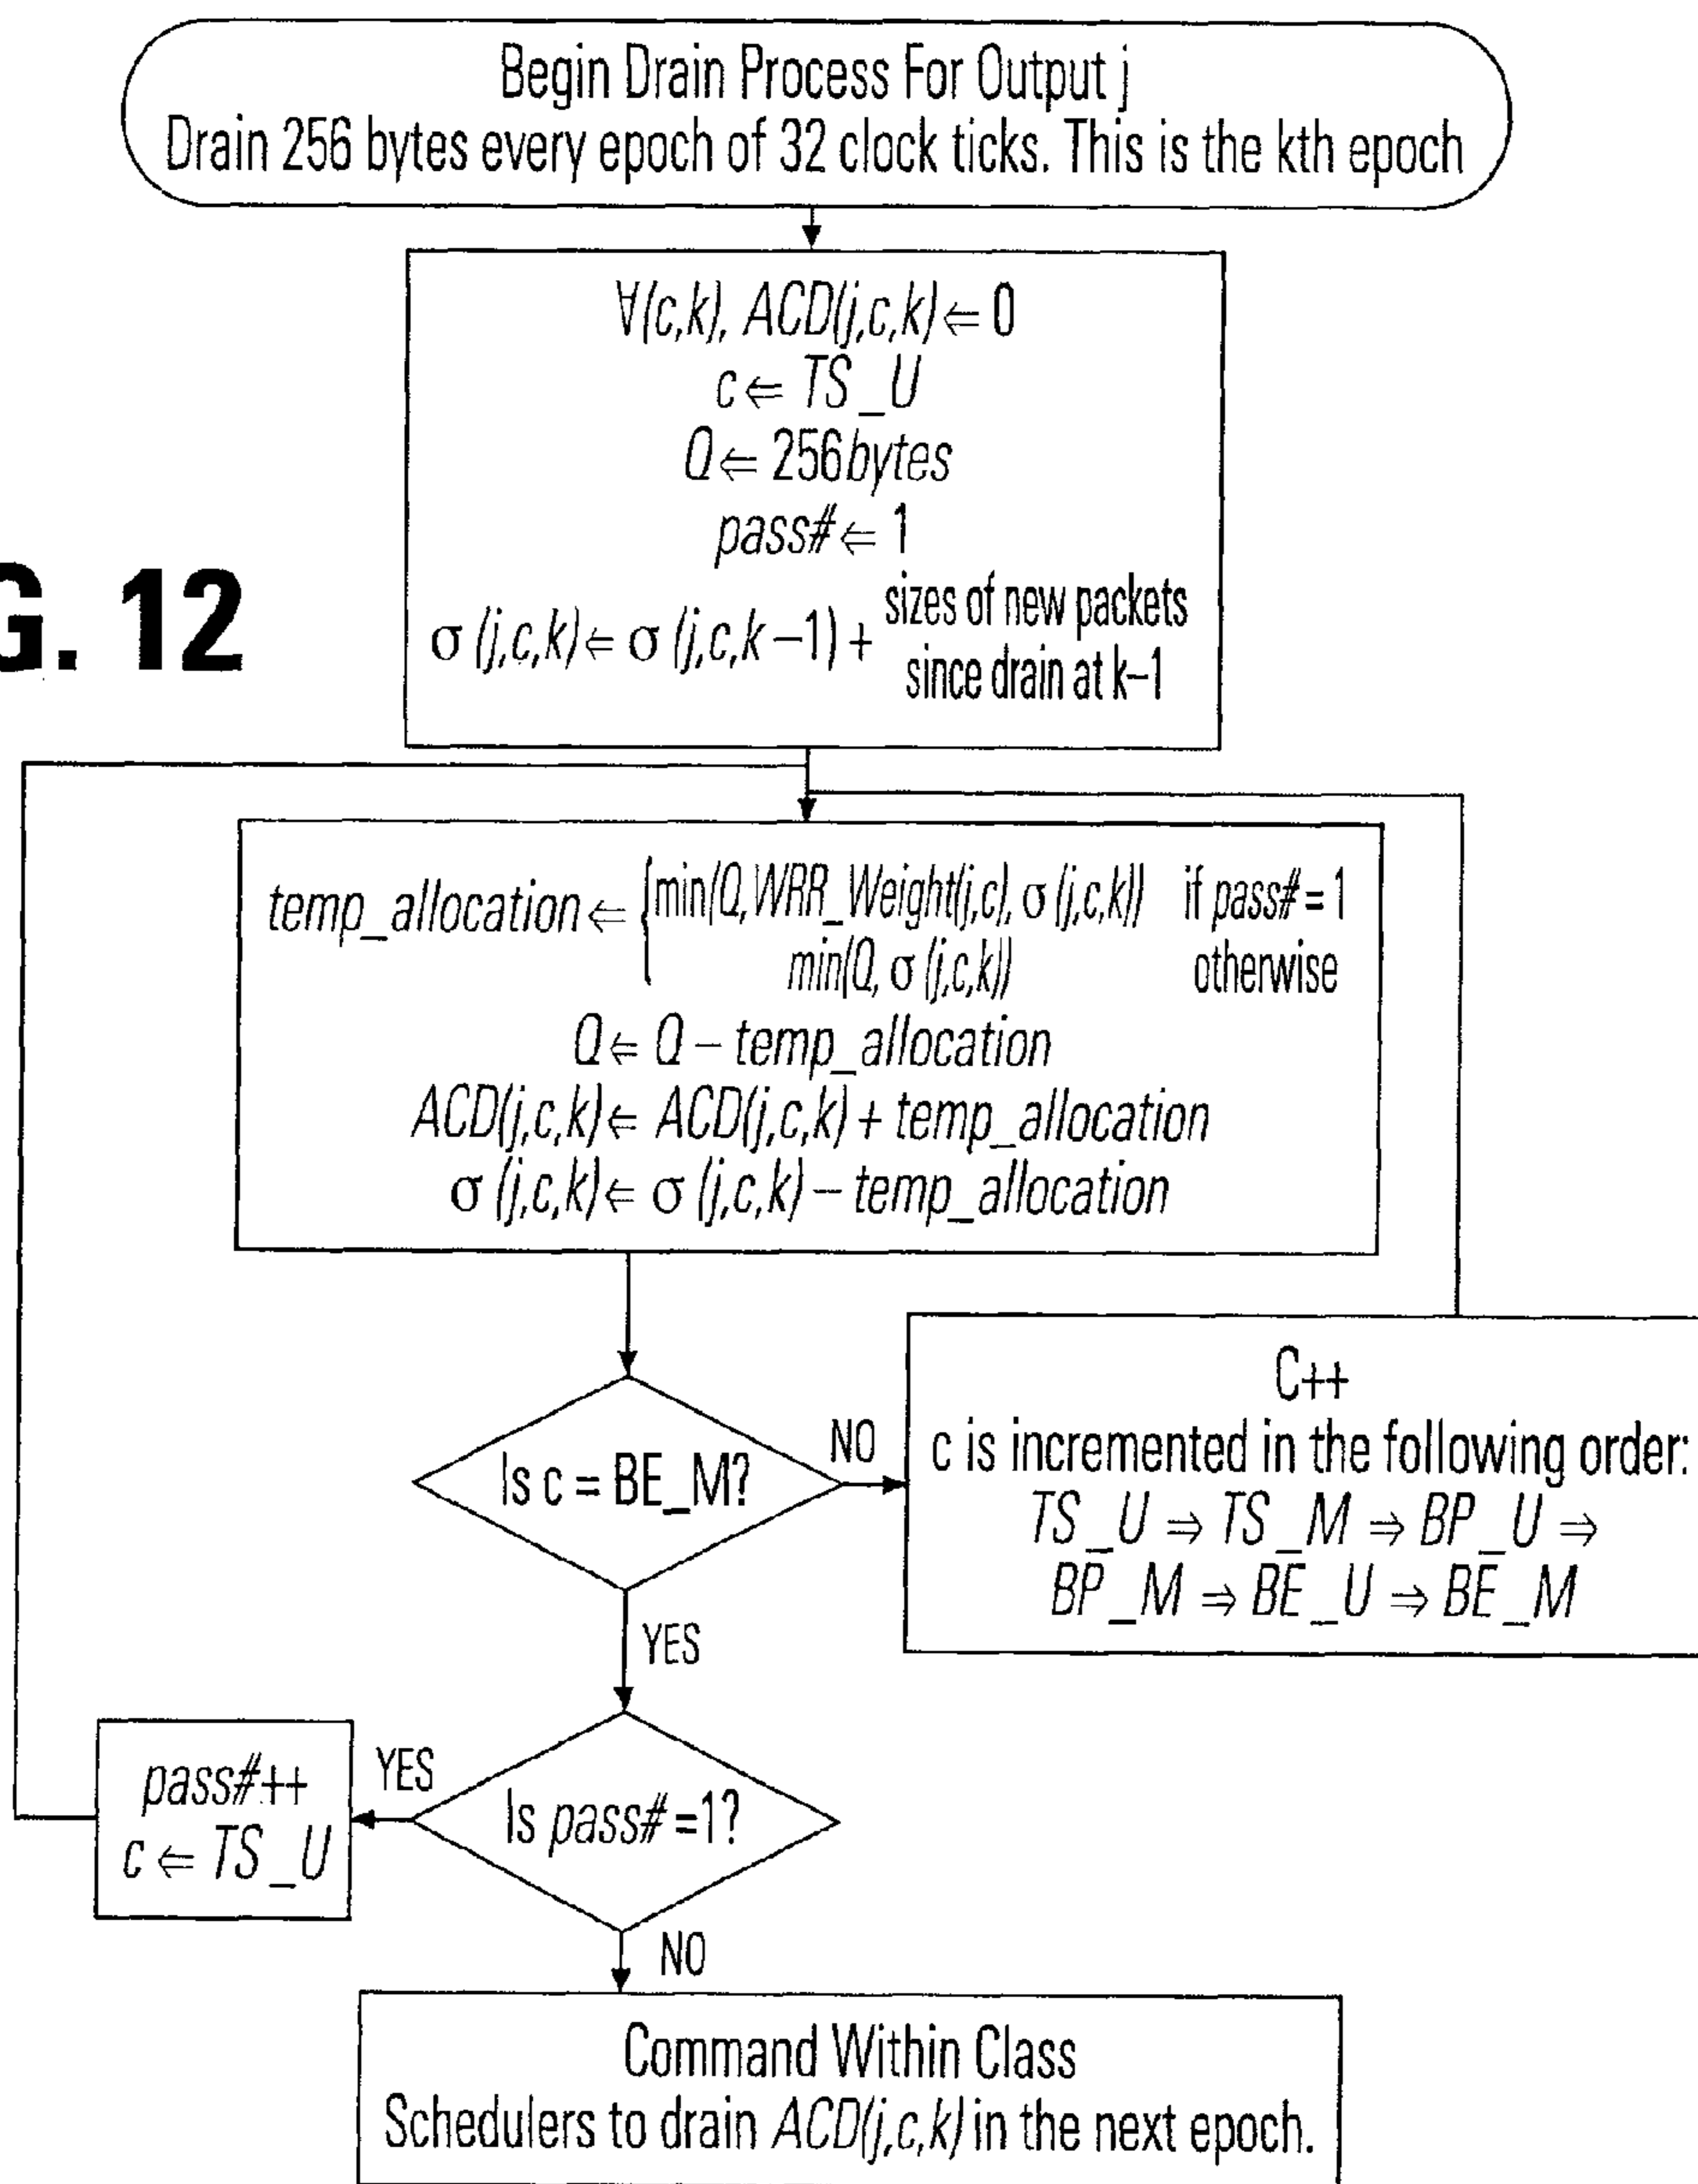 Begin Drain Process For Output j
Drain 256 bytes every epoch of 32 clock ticks. This is the kth epoch
∀(c,k), ACD(j,c,k) ⇐ 0
c ⇐ TS_U
Q ⇐ 256bytes
pass# ⇐ 1
σ (j,c,k) ⇐ σ (j,c,k–1) + sizes of new packets
since drain at k–1
G. 12
temp_allocation ⇐ { min(Q,WRR_Weight(j,c), σ (j,c,k)) if pass# = 1
min(Q, σ (j,c,k)) otherwise
Q ⇐ Q – temp_allocation
ACD(j,c,k) ⇐ ACD(j,c,k) + temp_allocation
σ (j,c,k) ⇐ σ (j,c,k) – temp_allocation
Is c = BE_M?
NO
C++
c is incremented in the following order:
TS_U ⇒ TS_M ⇒ BP_U ⇒
BP_M ⇒ BE_U ⇒ BE_M
YES
Is pass# =1?
YES
pass#++
c ⇐ TS_U
NO
Command Within Class
Schedulers to drain ACD(j,c,k) in the next epoch.